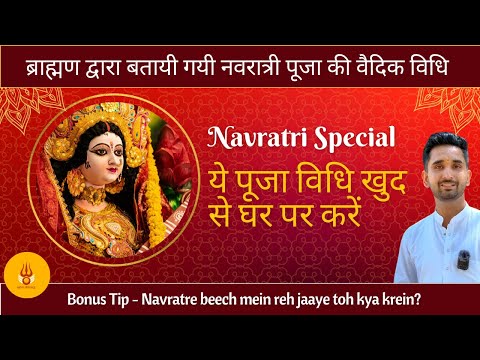 ब्राह्मण द्वारा बतायी गयी नवरात्री पूजा की वैदिक विधि
Navratri Special
ये पूजा विधि खुद
से घर पर करें
Bonus Tip - Navratre beech mein reh jaaye toh kya krein?